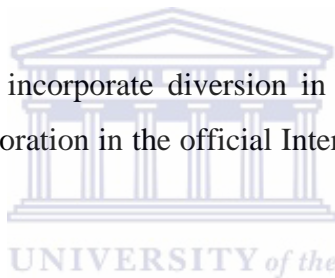 incorporate diversion in
oration in the official Inter
UNIVERSITY of the